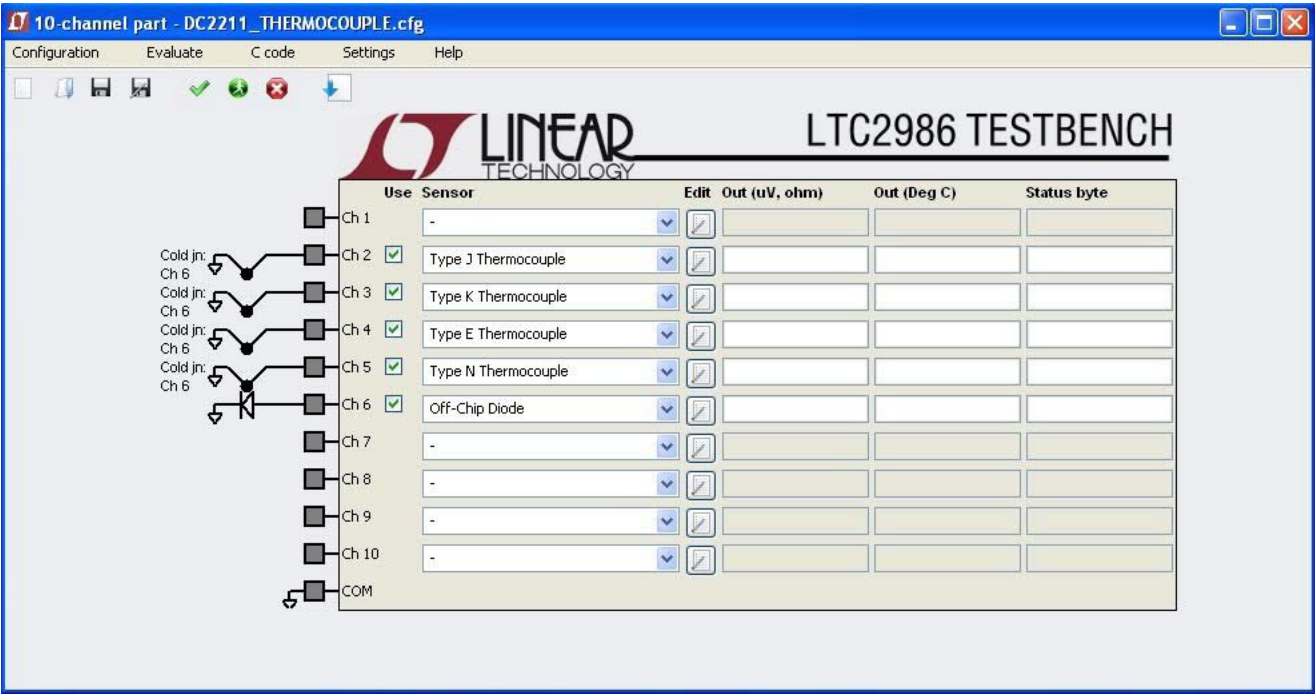 10-channel part - DC2211_THERMOCOUPLE.cfg
Configuration Evaluate C code Settings Help
LINEAR TECHNOLOGY
LTC2986 TESTBENCH
Use Sensor Edit Out (uV, ohm) Out (Deg C) Status byte
Ch 1 -
Cold jn: Ch 6 Ch 2 Type J Thermocouple
Cold jn: Ch 6 Ch 3 Type K Thermocouple
Cold jn: Ch 6 Ch 4 Type E Thermocouple
Cold jn: Ch 6 Ch 5 Type N Thermocouple
Ch 6 Off-Chip Diode
Ch 7 -
Ch 8 -
Ch 9 -
Ch 10 -
COM